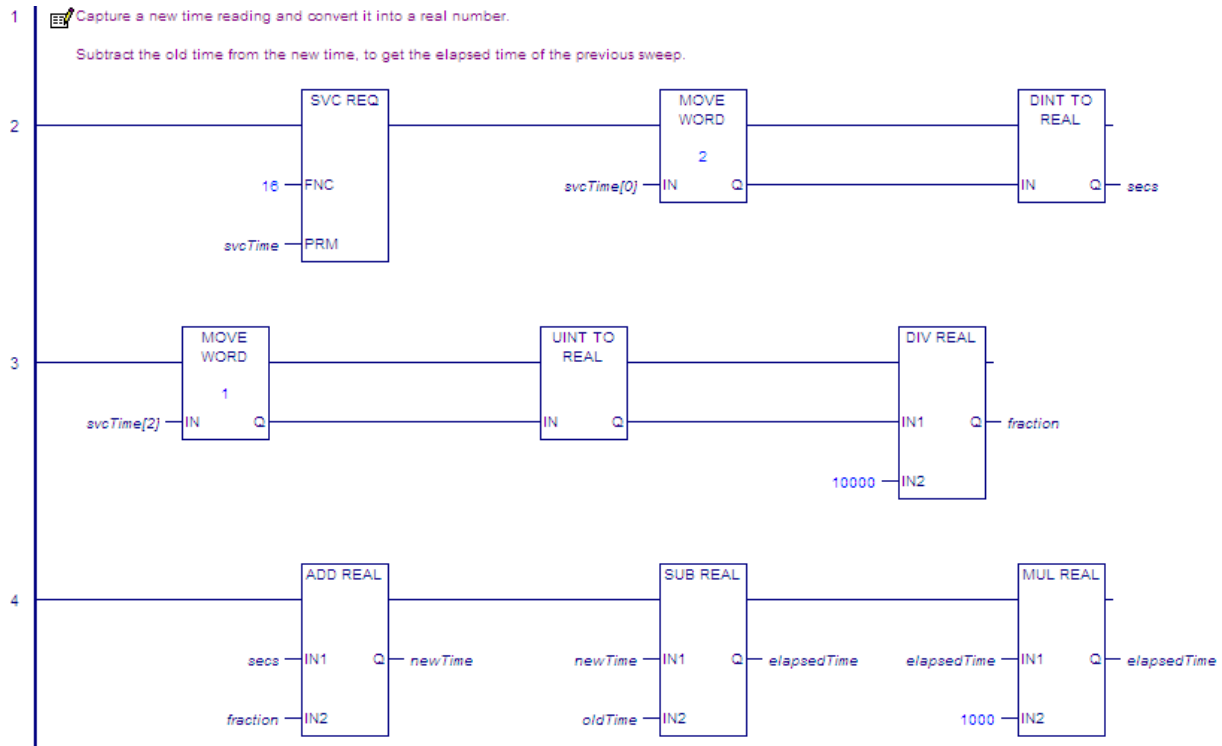 1 Capture a new time reading and convert it into a real number.
Subtract the old time from the new time, to get the elapsed time of the previous sweep.
2
SVC REQ
16 FNC
svcTime PRM
MOVE
WORD
2
svcTime[0] IN Q
DINT TO
REAL
IN Q secs
3
MOVE
WORD
1
svcTime[2] IN Q
UINT TO
REAL
IN Q
DIV REAL
IN1 Q fraction
10000 IN2
4
ADD REAL
secs IN1 Q newTime
fraction IN2
SUB REAL
newTime IN1 Q elapsedTime
oldTime IN2
MUL REAL
elapsedTime IN1 Q elapsedTime
1000 IN2